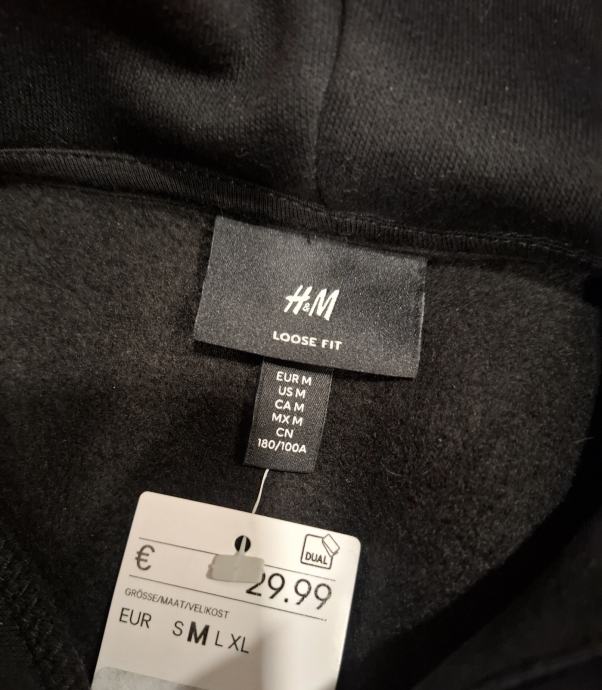 H&M
LOOSE FIT
EUR M
US M
CA M
MX M
CN
180/100A
DUAL
€ 29.99
GRÖSSE/MAAT/VELIKOST
EUR S M L XL